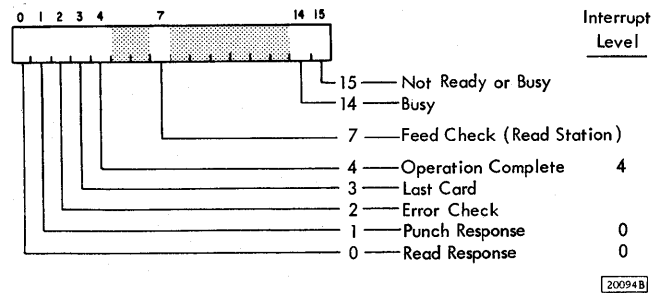 0 1 2 3 4 7 14 15
Interrupt
Level
15 Not Ready or Busy
14 Busy
7 Feed Check (Read Station)
4 Operation Complete 4
3 Last Card
2 Error Check
1 Punch Response 0
0 Read Response 0
20094B